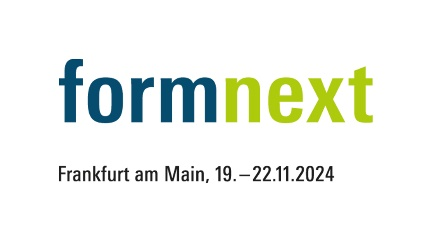 formnext
Frankfurt am Main, 19. – 22.11.2024